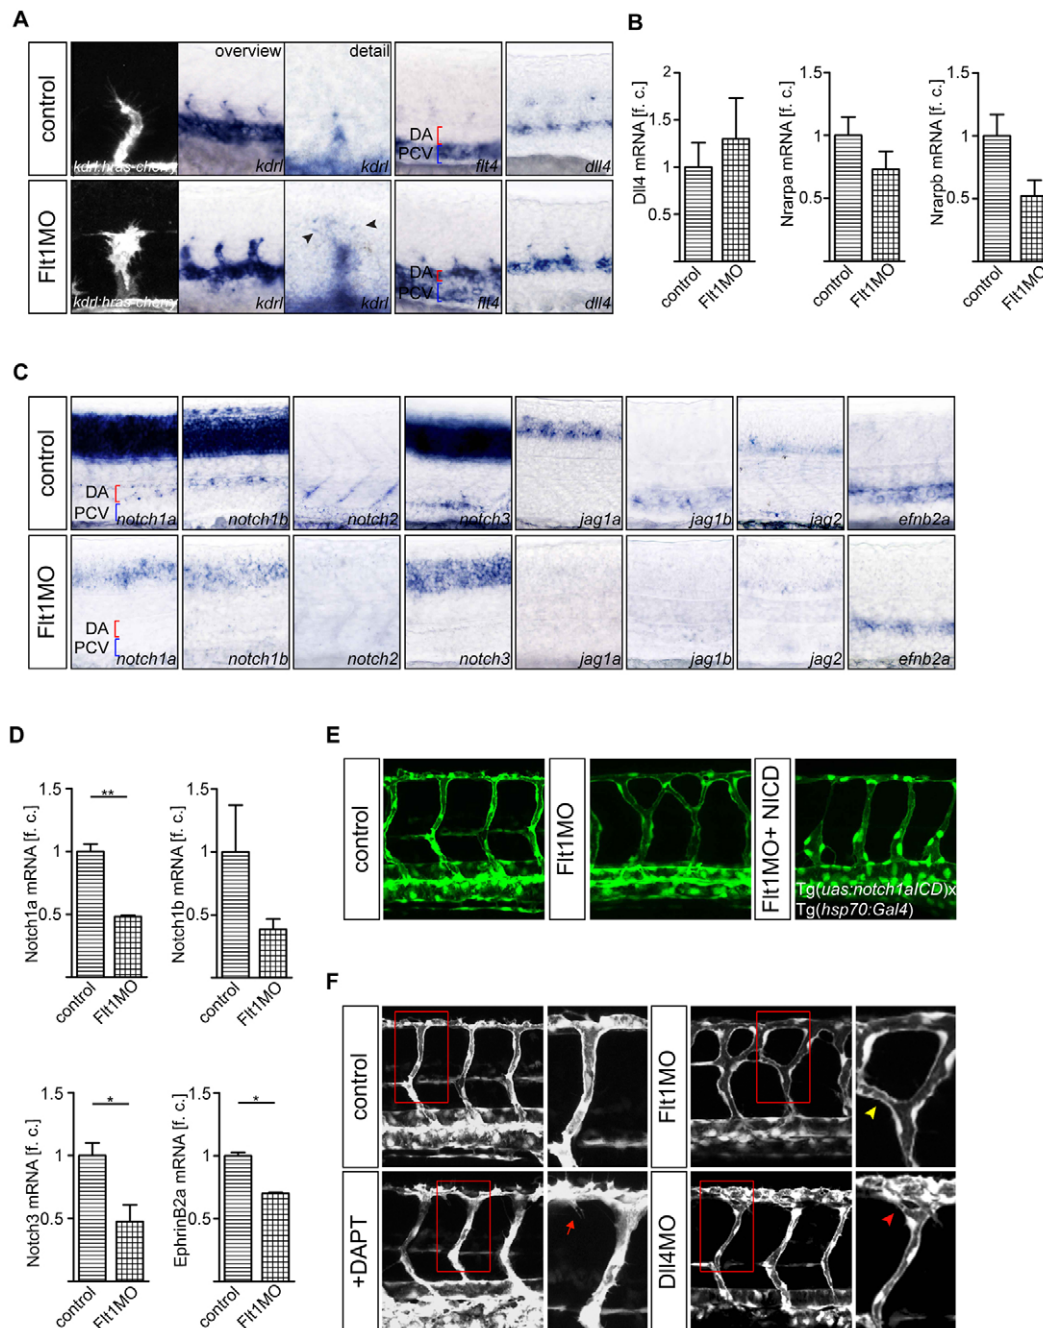 A
overview
detail
control
kdrl:hras-cherry
kdrl
kdrl
DA
PCV
flt4
dll4
Flt1MO
kdrl:hras-cherry
kdrl
kdrl
DA
PCV
flt4
dll4
B
Dll4 mRNA [f. c.]
2
1.5
1
0.5
control
Flt1MO
Nrarpa mRNA [f. c.]
1.5
1
0.5
control
Flt1MO
Nrarpb mRNA [f. c.]
1.5
1
0.5
control
Flt1MO
C
control
DA
PCV
notch1a
notch1b
notch2
notch3
jag1a
jag1b
jag2
efnb2a
Flt1MO
DA
PCV
notch1a
notch1b
notch2
notch3
jag1a
jag1b
jag2
efnb2a
D
Notch1a mRNA [f. c.]
1.5
1
0.5
**
control
Flt1MO
Notch1b mRNA [f. c.]
1.5
1
0.5
control
Flt1MO
Notch3 mRNA [f. c.]
1.5
1
0.5
*
control
Flt1MO
EphrinB2a mRNA [f. c.]
1.5
1
0.5
*
control
Flt1MO
E
control
Flt1MO
Flt1MO+ NICD
Tg(uas:notch1aICD)x
Tg(hsp70:Gal4)
F
control
Flt1MO
+DAPT
Dll4MO